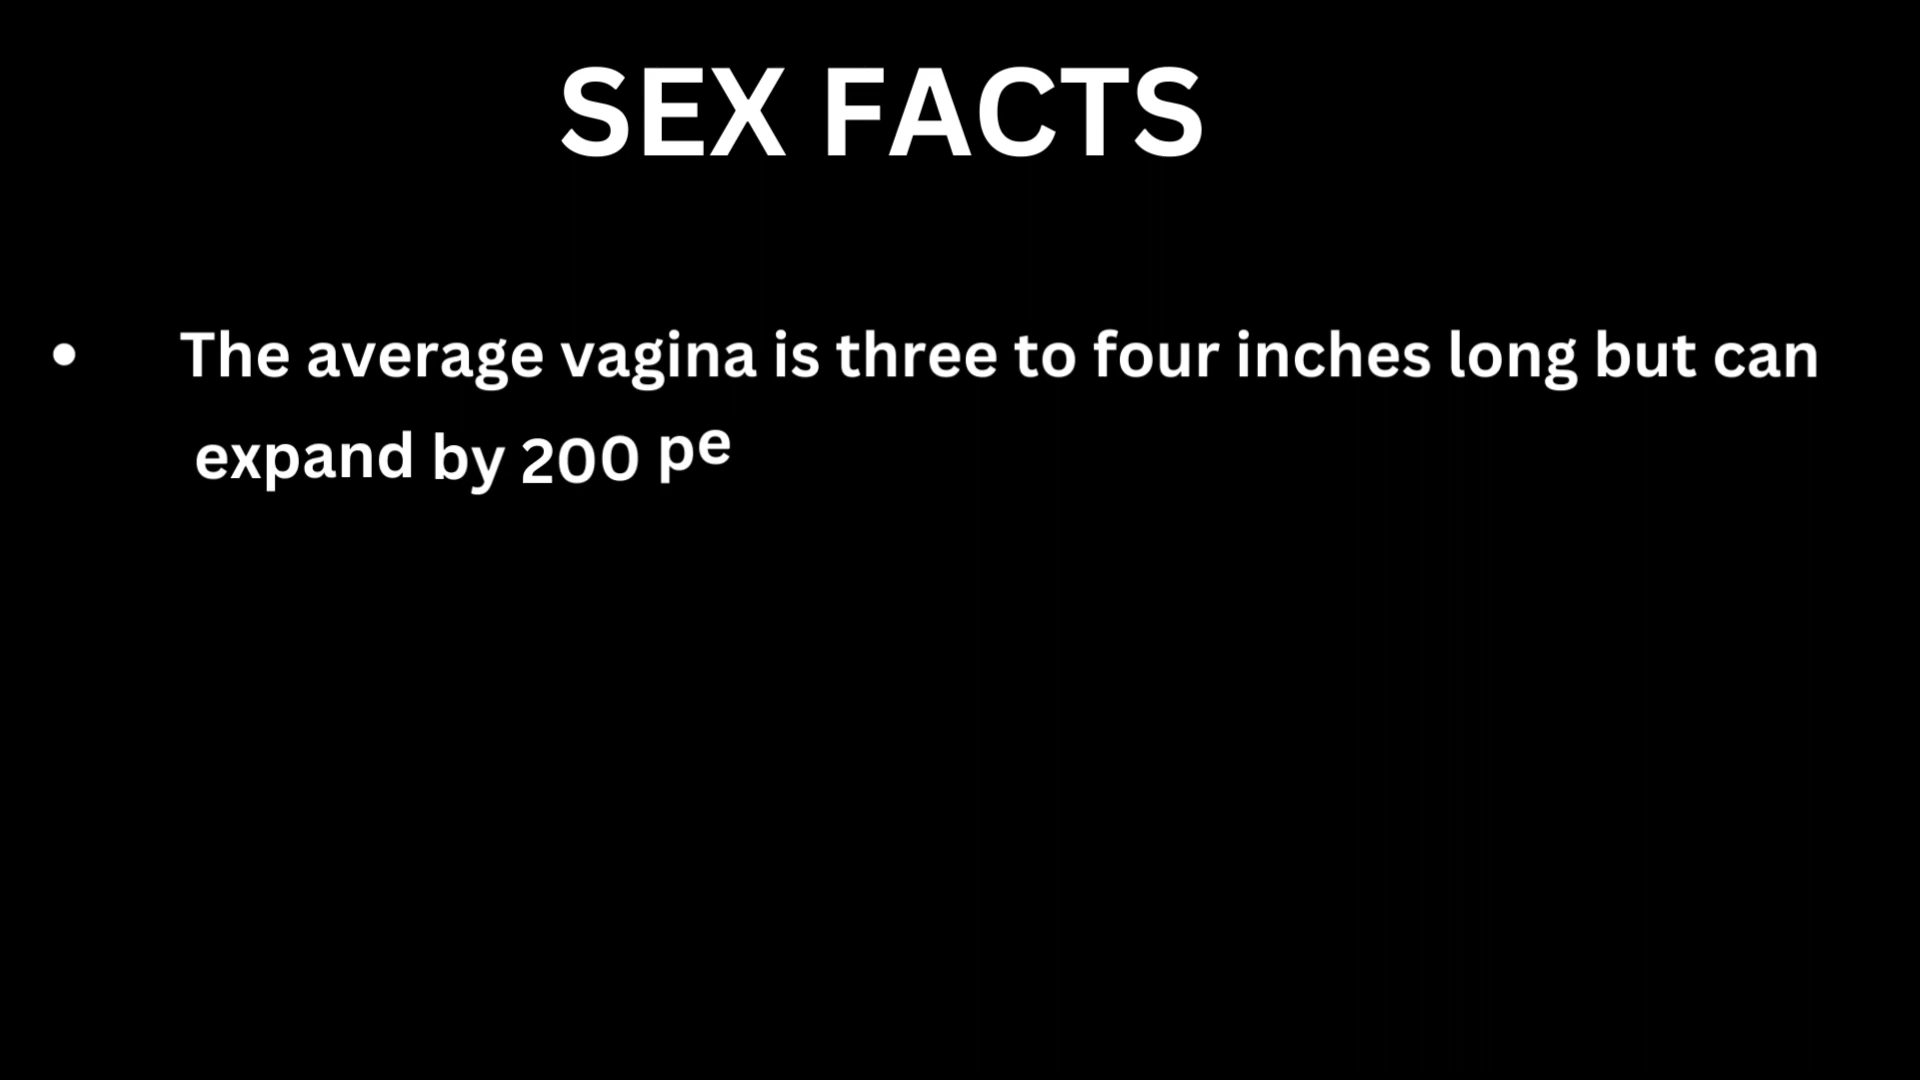 SEX FACTS
• The average vagina is three to four inches long but can
expand by 200 pe